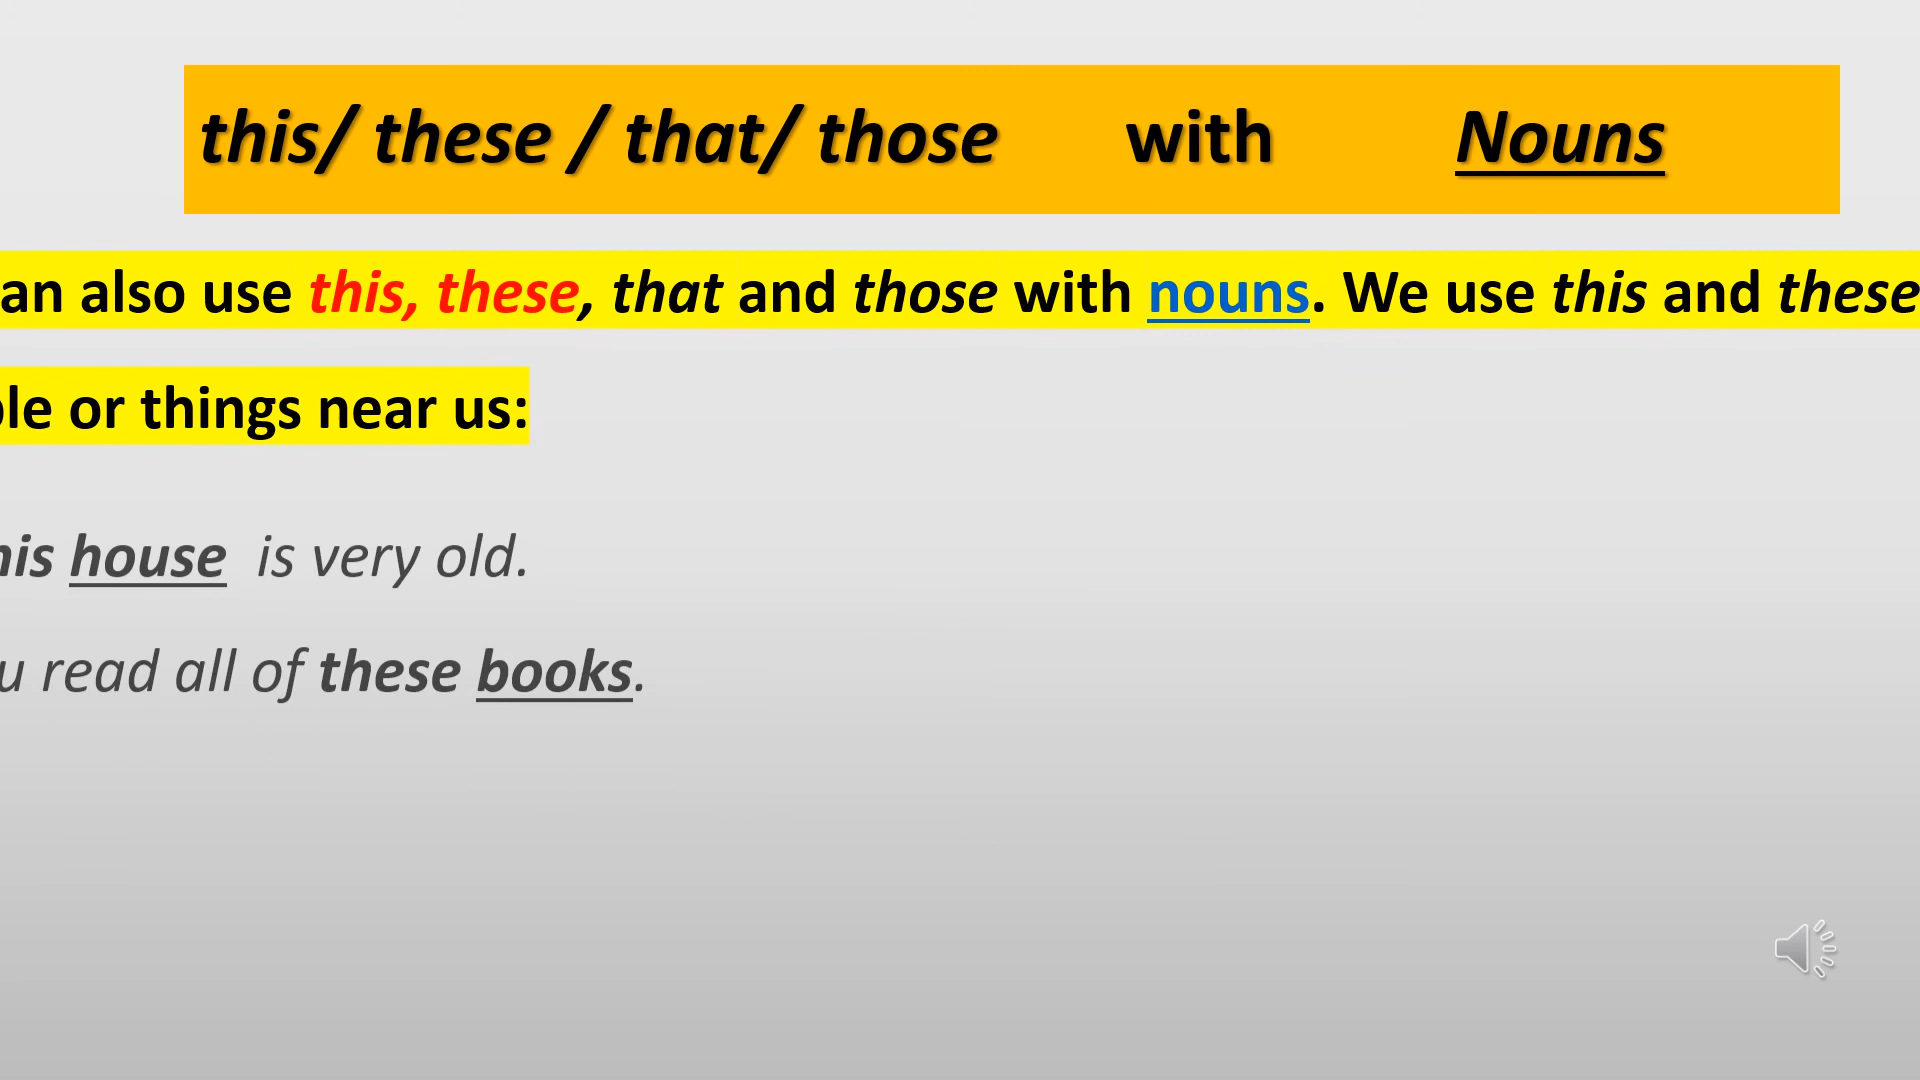 this/ these / that/ those with Nouns
an also use this, these, that and those with nouns. We use this and these
le or things near us:
his house is very old.
u read all of these books.